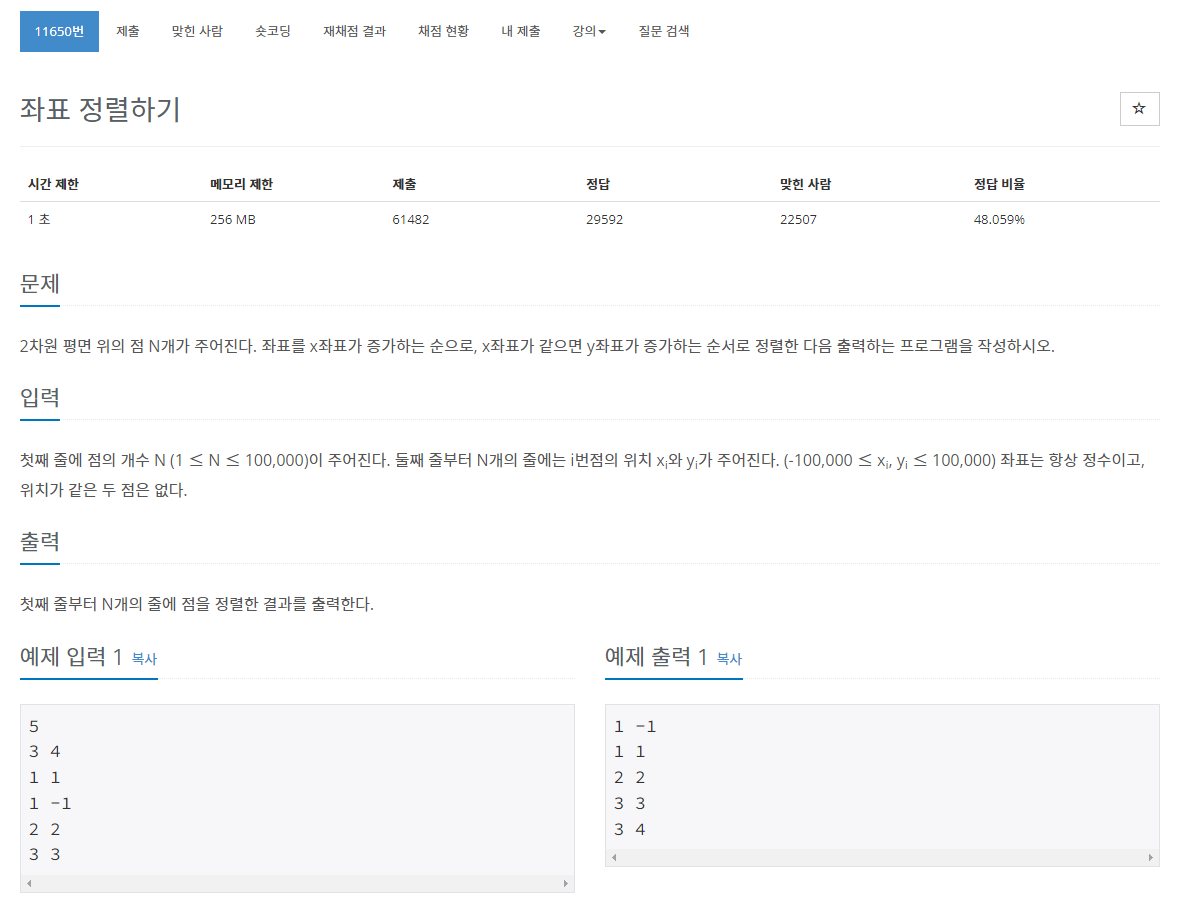 11650번 제출 맞힌 사람 숏코딩 재채점 결과 채점 현황 내 제출 강의 질문 검색
좌표 정렬하기
시간 제한 메모리 제한 제출 정답 맞힌 사람 정답 비율
1 초 256 MB 61482 29592 22507 48.059%
문제
2차원 평면 위의 점 N개가 주어진다. 좌표를 x좌표가 증가하는 순으로, x좌표가 같으면 y좌표가 증가하는 순서로 정렬한 다음 출력하는 프로그램을 작성하시오.
입력
첫째 줄에 점의 개수 N (1 ≤ N ≤ 100,000)이 주어진다. 둘째 줄부터 N개의 줄에는 i번점의 위치 xi와 yi가 주어진다. (-100,000 ≤ xi, yi ≤ 100,000) 좌표는 항상 정수이고,
위치가 같은 두 점은 없다.
출력
첫째 줄부터 N개의 줄에 점을 정렬한 결과를 출력한다.
예제 입력 1 복사
5
3 4
1 1
1 -1
2 2
3 3
예제 출력 1 복사
1 -1
1 1
2 2
3 3
3 4